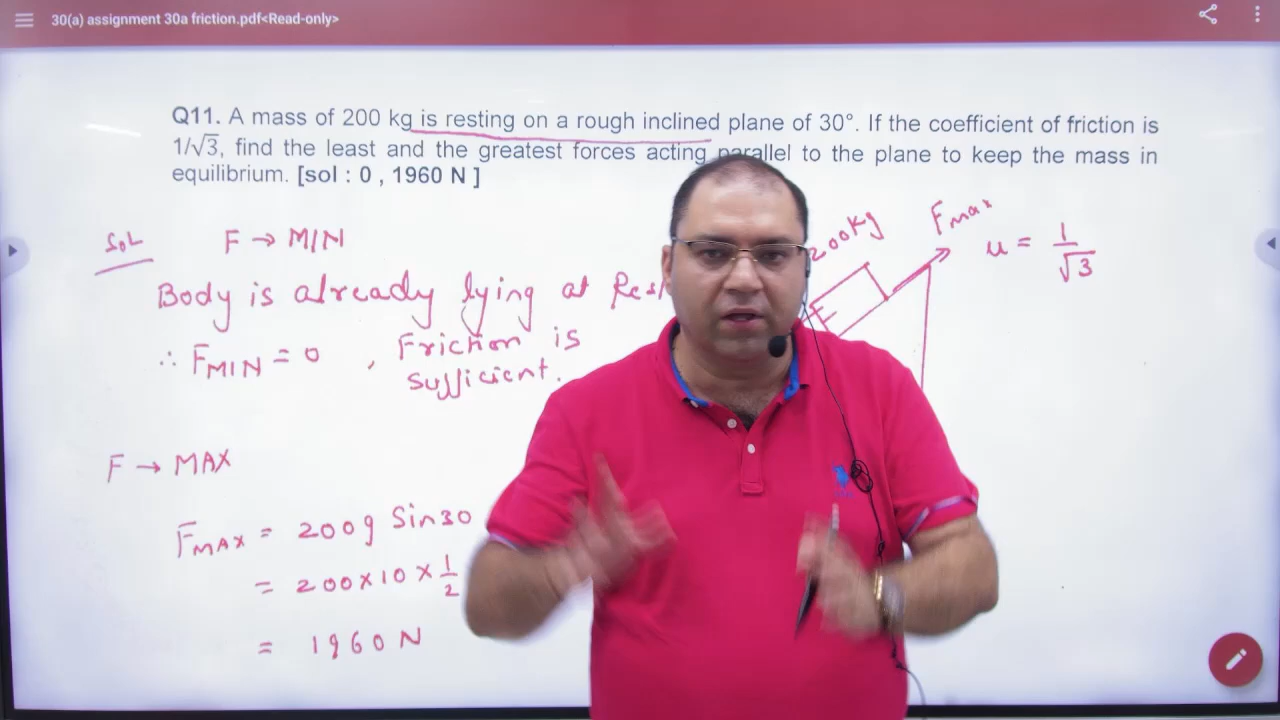 30(a) assignment 30a friction.pdf<Read-only>
Q11. A mass of 200 kg is resting on a rough inclined plane of 30°. If the coefficient of friction is
1/√3, find the least and the greatest forces acting parallel to the plane to keep the mass in
equilibrium. [sol : 0 , 1960 N ]
Sol
F → MIN
Body is already lying at Res
∴ FMIN = 0 , Friction is
sufficient.
200kg
Fmax
u = 1/√3
F → MAX
FMAX = 200g Sin30
= 200×10×1/2
= 1960 N